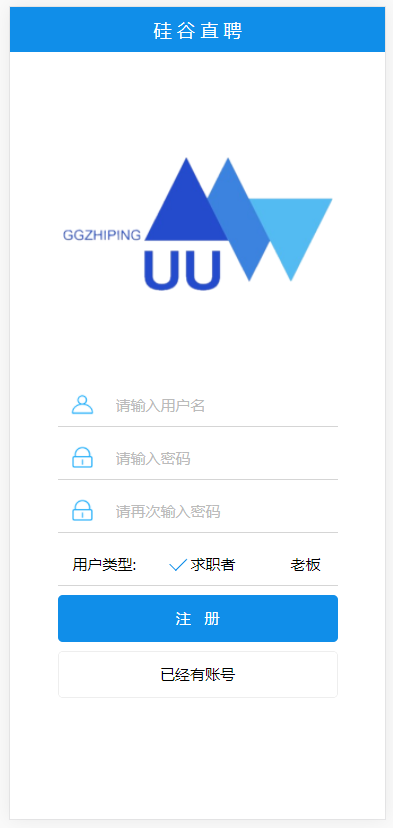 硅谷直聘
GGZHIPING
UU
请输入用户名
请输入密码
请再次输入密码
用户类型: 求职者 老板
注 册
已经有账号